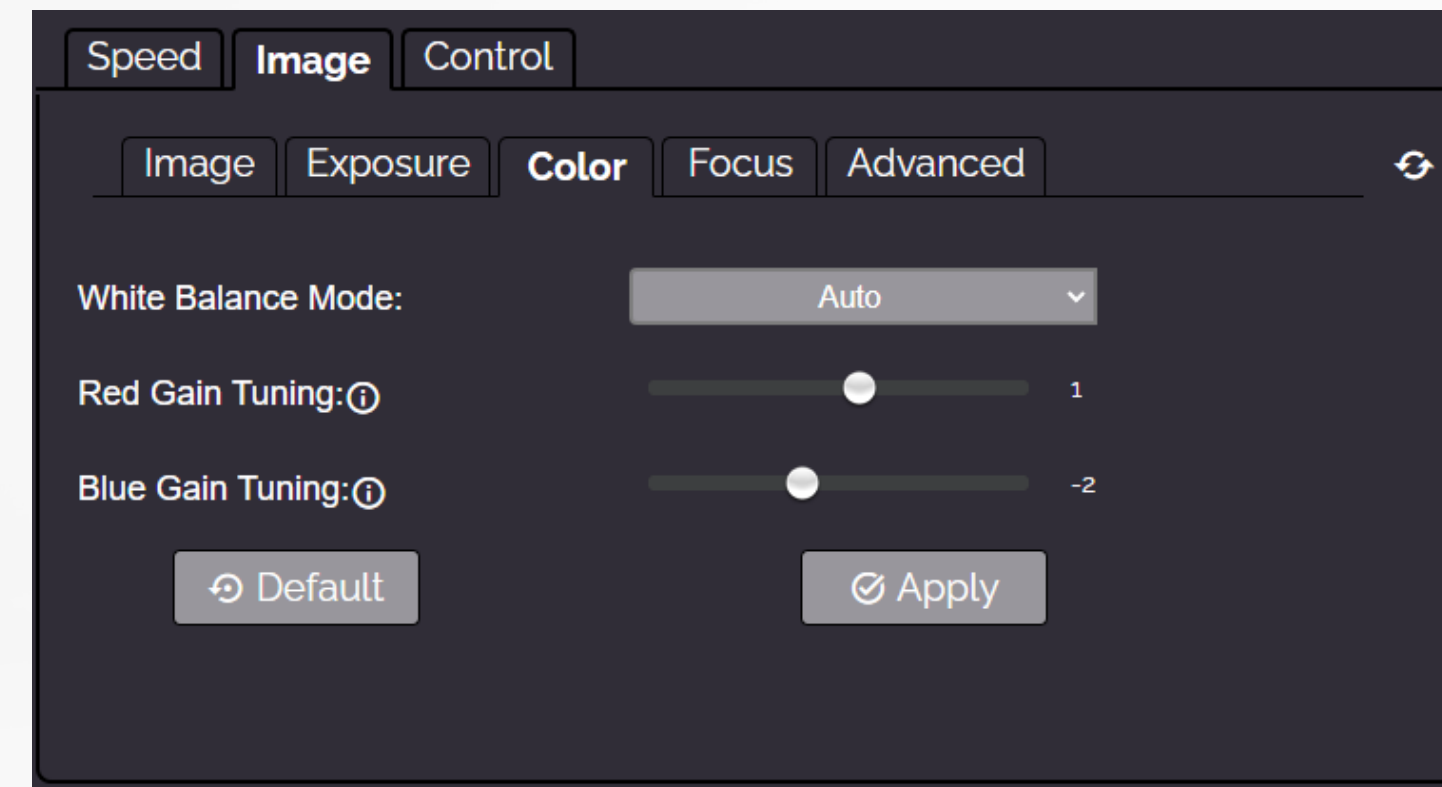 Speed Image Control
Image Exposure Color Focus Advanced
White Balance Mode: Auto
Red Gain Tuning: 1
Blue Gain Tuning: -2
Default Apply